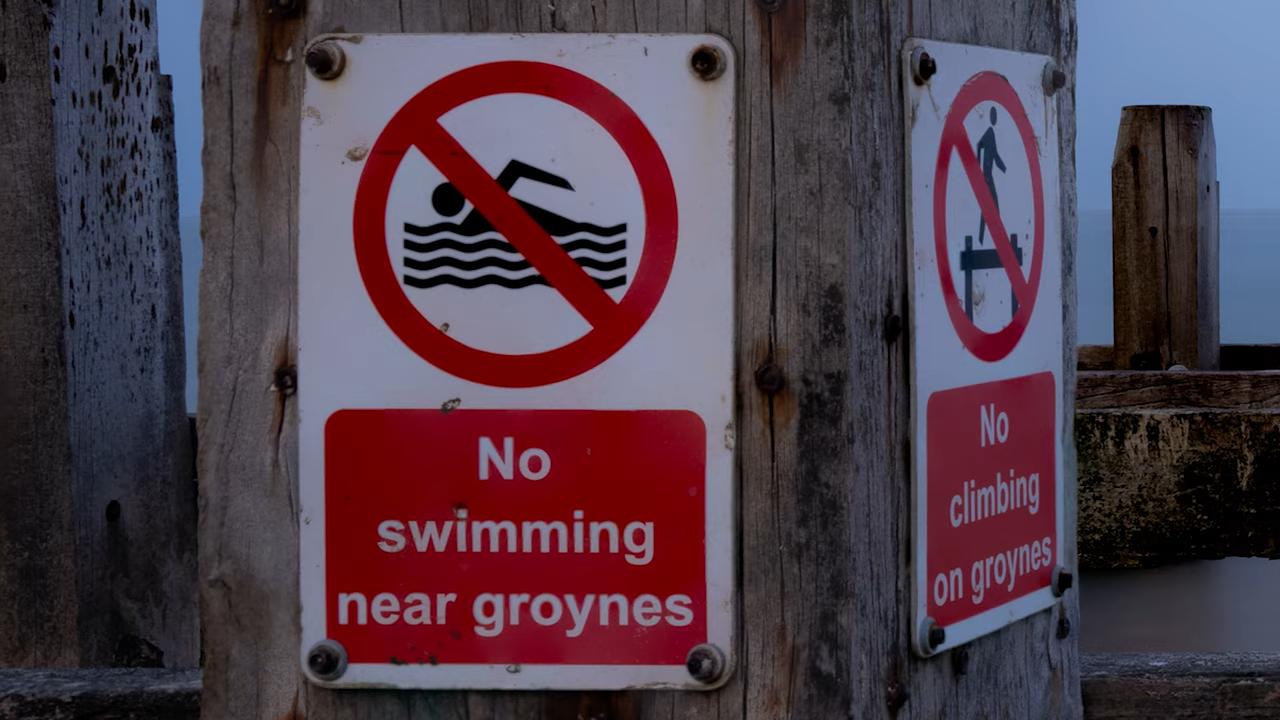 No
swimming
near groynes
No
climbing
on groynes